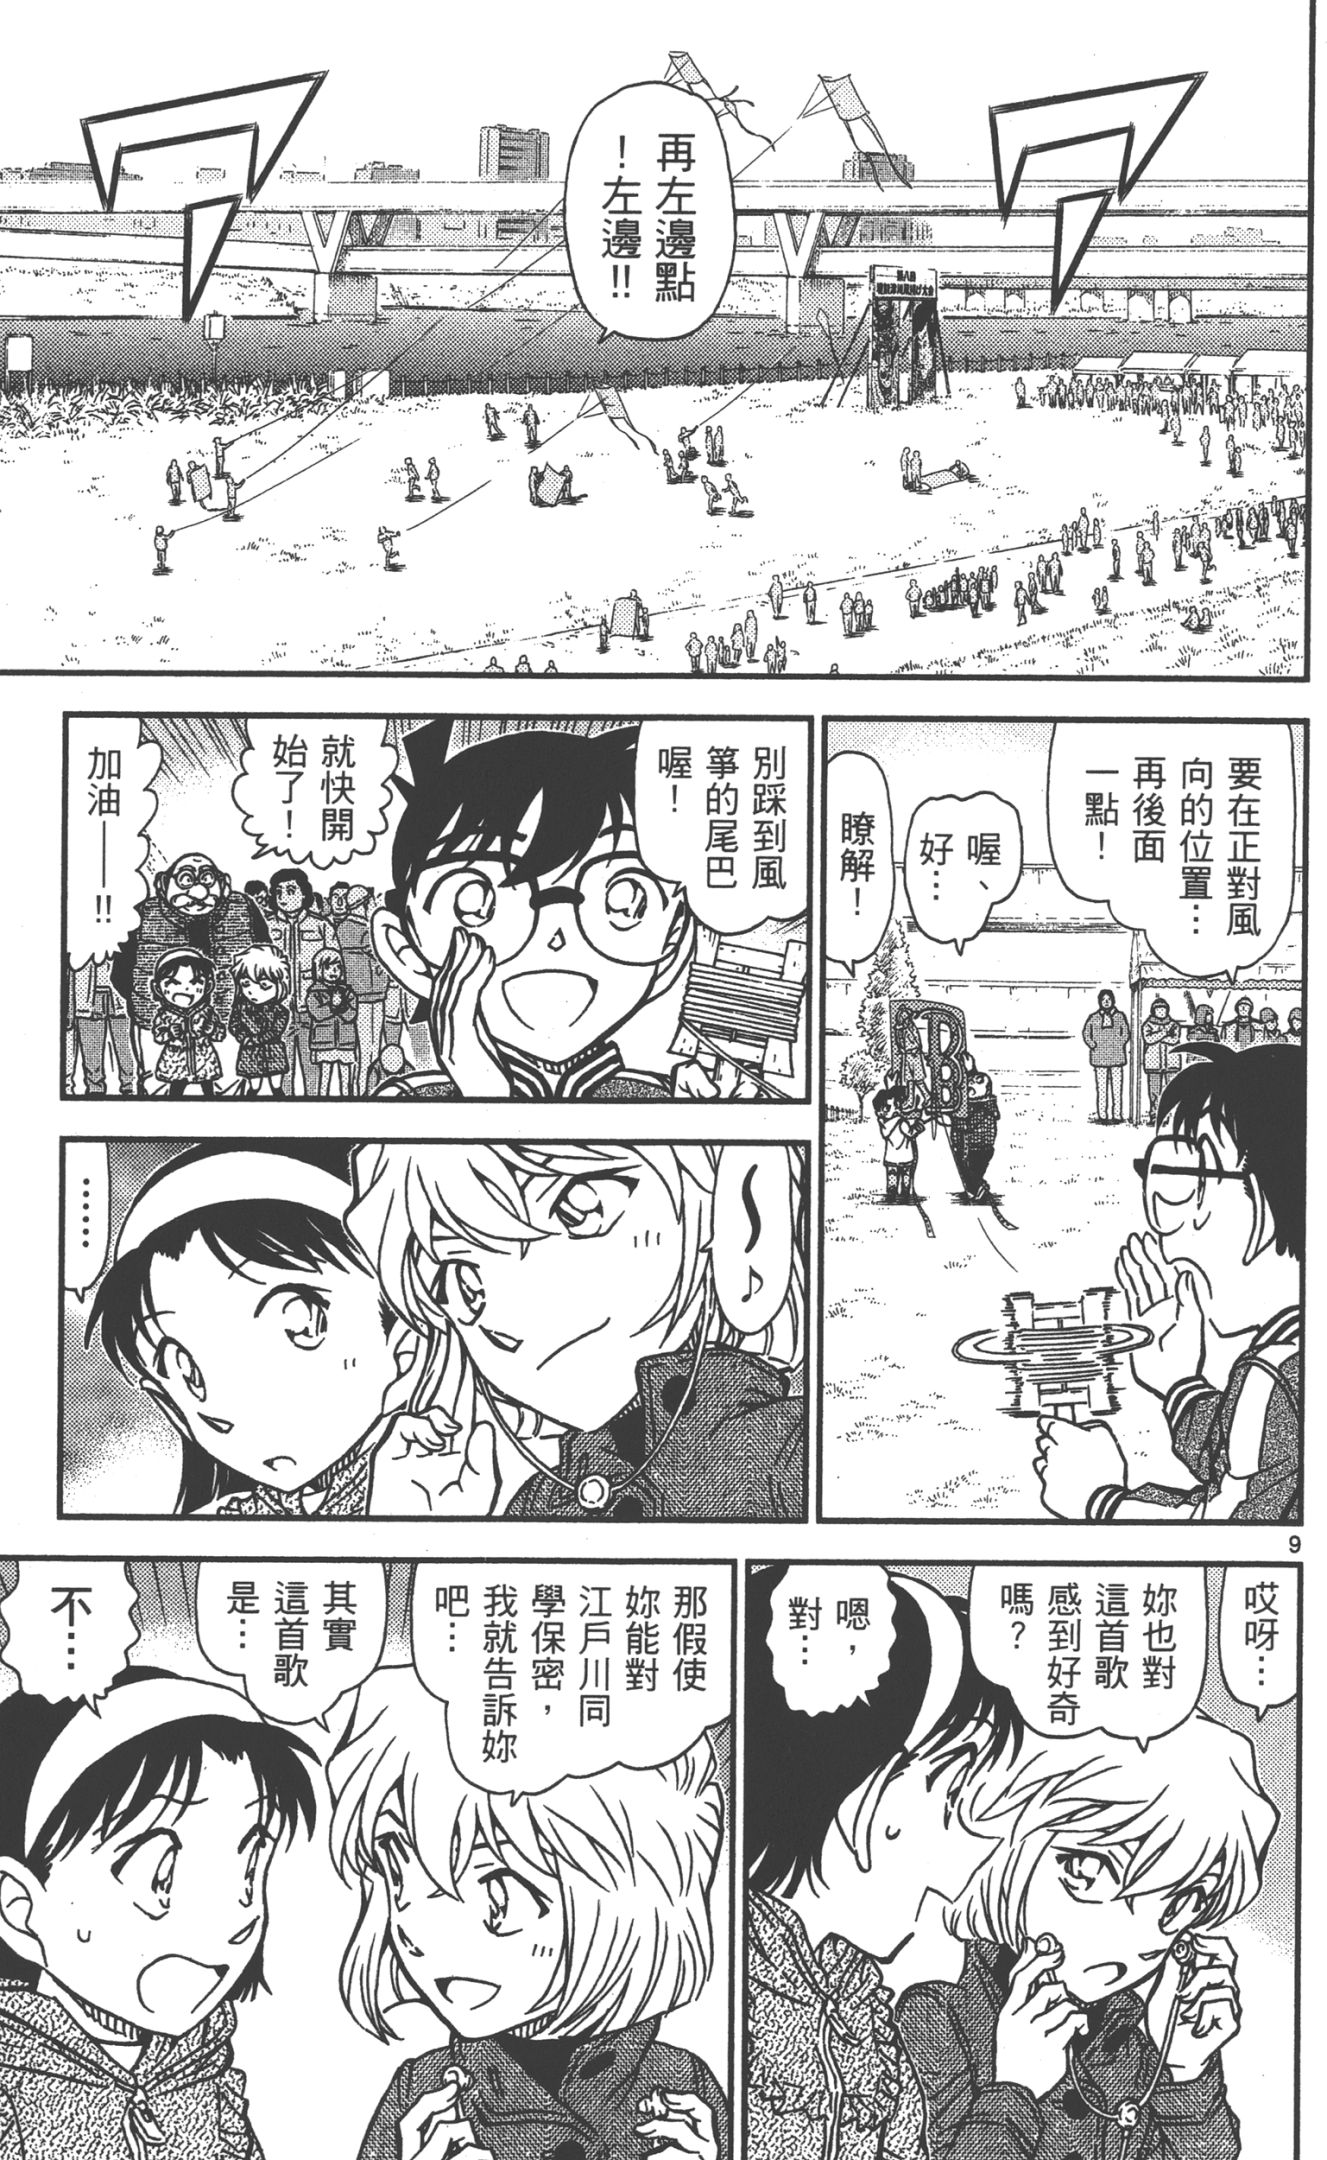 ワ
ワ
再左邊點
！左邊!!
要在正對風
向的位置…
再後面
一點！
喔、
好…
瞭解！
別踩到風
箏的尾巴
喔！
就快開
始了！
加油——!!
～♪
……
9
哎呀…
妳也對
這首歌
感到好奇
嗎？
嗯，
對…
那假使
妳能對
江戶川同
學保密，
我就告訴妳
吧…
其實
這首歌
是…
不…